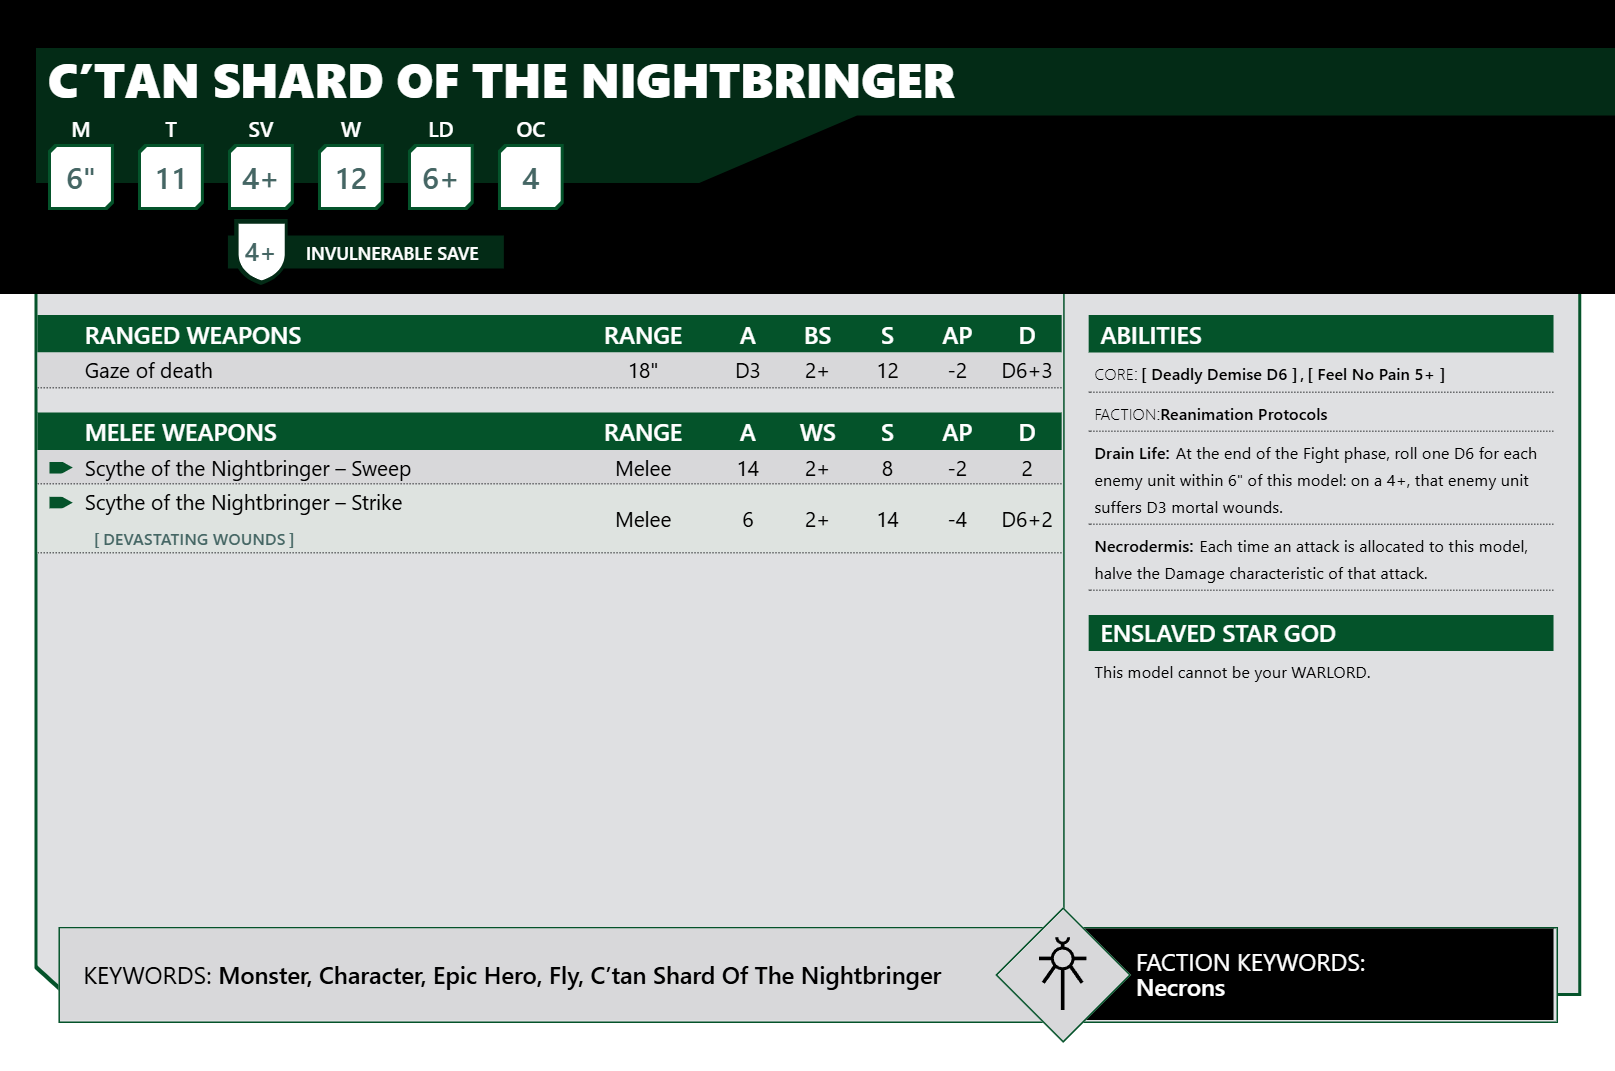 C’TAN SHARD OF THE NIGHTBRINGER
M T SV W LD OC
6" 11 4+ 12 6+ 4
4+ INVULNERABLE SAVE
RANGED WEAPONS RANGE A BS S AP D
Gaze of death 18" D3 2+ 12 -2 D6+3
MELEE WEAPONS RANGE A WS S AP D
Scythe of the Nightbringer – Sweep Melee 14 2+ 8 -2 2
Scythe of the Nightbringer – Strike Melee 6 2+ 14 -4 D6+2
[ DEVASTATING WOUNDS ]
ABILITIES
CORE: [ Deadly Demise D6 ] , [ Feel No Pain 5+ ]
FACTION:Reanimation Protocols
Drain Life: At the end of the Fight phase, roll one D6 for each
enemy unit within 6" of this model: on a 4+, that enemy unit
suffers D3 mortal wounds.
Necrodermis: Each time an attack is allocated to this model,
halve the Damage characteristic of that attack.
ENSLAVED STAR GOD
This model cannot be your WARLORD.
KEYWORDS: Monster, Character, Epic Hero, Fly, C’tan Shard Of The Nightbringer
FACTION KEYWORDS:
Necrons